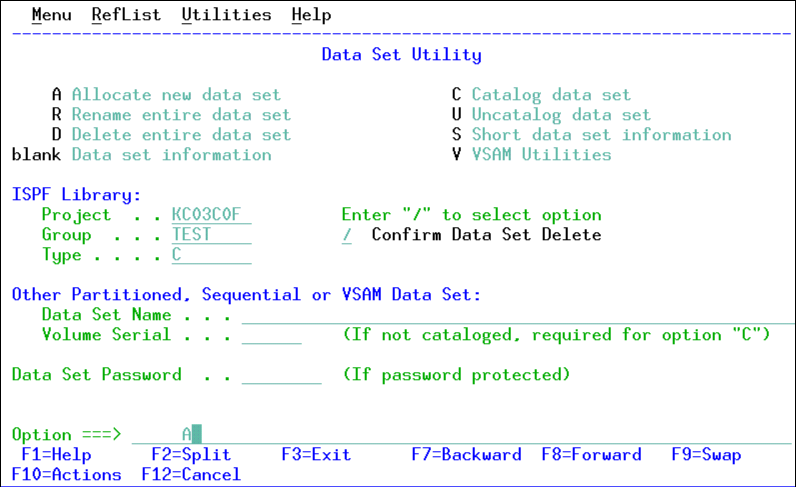 Menu RefList Utilities Help
Data Set Utility
A Allocate new data set C Catalog data set
R Rename entire data set U Uncatalog data set
D Delete entire data set S Short data set information
blank Data set information V VSAM Utilities
ISPF Library:
Project . . KC03C0F Enter "/" to select option
Group . . . TEST / Confirm Data Set Delete
Type . . . . C
Other Partitioned, Sequential or VSAM Data Set:
Data Set Name . . .
Volume Serial . . . (If not cataloged, required for option "C")
Data Set Password . . (If password protected)
Option ===> A
F1=Help F2=Split F3=Exit F7=Backward F8=Forward F9=Swap
F10=Actions F12=Cancel